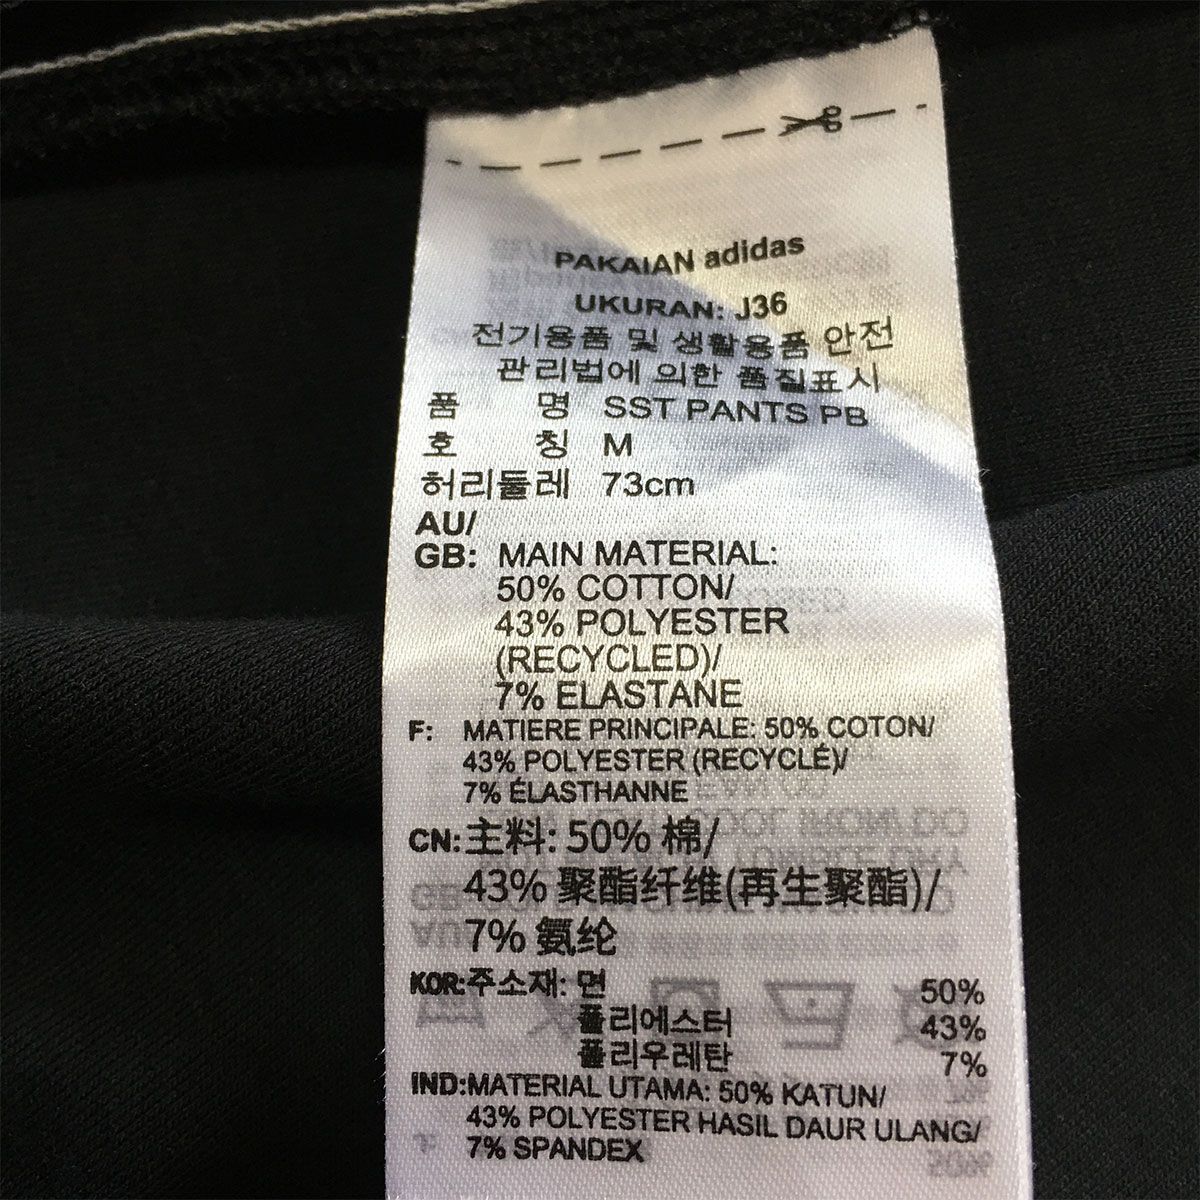 PAKAIAN adidas
UKURAN: J36
전기용품 및 생활용품 안전
관리법에 의한 품질표시
품 명 SST PANTS PB
호 칭 M
허리둘레 73cm
AU/
GB: MAIN MATERIAL:
50% COTTON/
43% POLYESTER
(RECYCLED)/
7% ELASTANE
F: MATIERE PRINCIPALE: 50% COTON/
43% POLYESTER (RECYCLÉ)/
7% ÉLASTHANNE
CN: 主料: 50% 棉/
43% 聚酯纤维(再生聚酯)/
7% 氨纶
KOR: 주소재: 면 50%
폴리에스터 43%
폴리우레탄 7%
IND: MATERIAL UTAMA: 50% KATUN/
43% POLYESTER HASIL DAUR ULANG/
7% SPANDEX